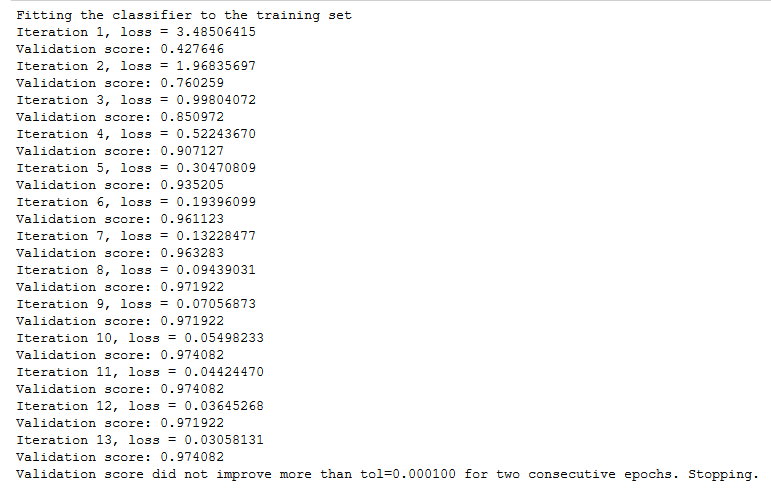 Fitting the classifier to the training set
Iteration 1, loss = 3.48506415
Validation score: 0.427646
Iteration 2, loss = 1.96835697
Validation score: 0.760259
Iteration 3, loss = 0.99804072
Validation score: 0.850972
Iteration 4, loss = 0.52243670
Validation score: 0.907127
Iteration 5, loss = 0.30470809
Validation score: 0.935205
Iteration 6, loss = 0.19396099
Validation score: 0.961123
Iteration 7, loss = 0.13228477
Validation score: 0.963283
Iteration 8, loss = 0.09439031
Validation score: 0.971922
Iteration 9, loss = 0.07056873
Validation score: 0.971922
Iteration 10, loss = 0.05498233
Validation score: 0.974082
Iteration 11, loss = 0.04424470
Validation score: 0.974082
Iteration 12, loss = 0.03645268
Validation score: 0.971922
Iteration 13, loss = 0.03058131
Validation score: 0.974082
Validation score did not improve more than tol=0.000100 for two consecutive epochs. Stopping.